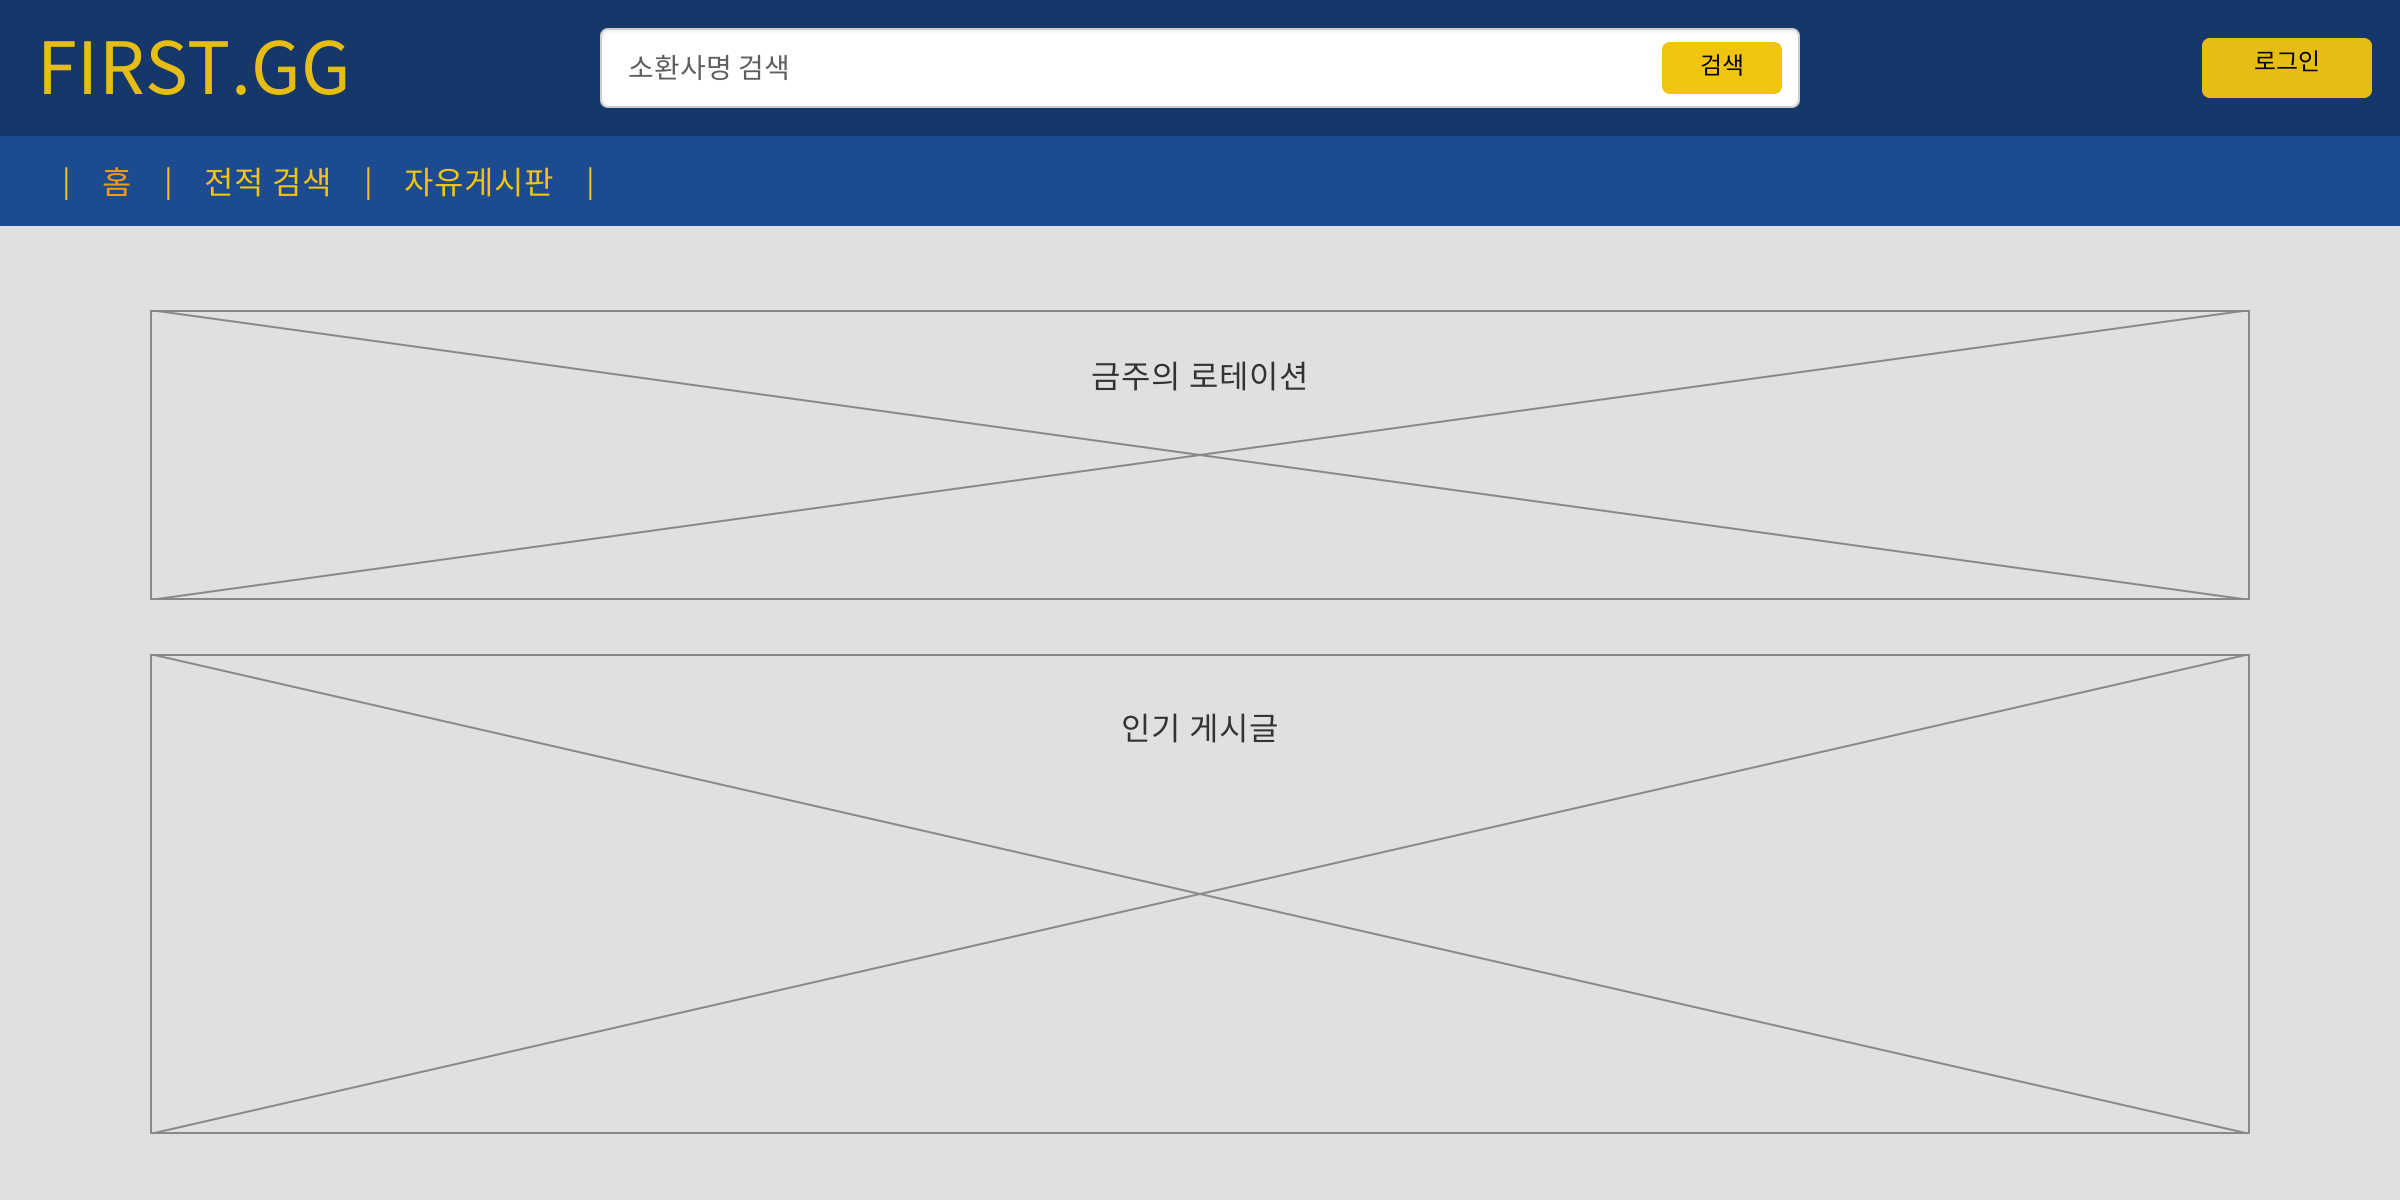 FIRST.GG
소환사명 검색
검색
로그인
| 홈 | 전적 검색 | 자유게시판 |
금주의 로테이션
인기 게시글